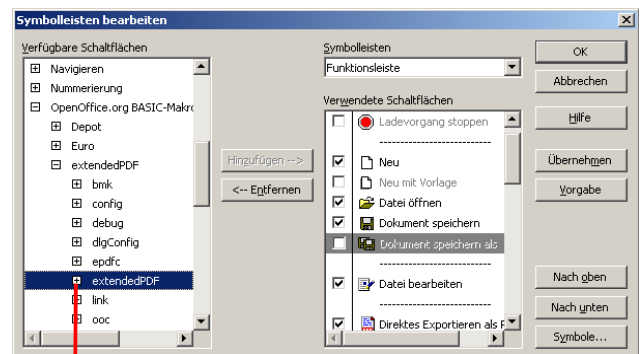 Symbolleisten bearbeiten
Verfügbare Schaltflächen
Navigieren
Nummerierung
OpenOffice.org BASIC-Makro
Depot
Euro
extendedPDF
bmk
config
debug
dlgConfig
epdfc
extendedPDF
link
ooc
Hinzufügen -->
<-- Entfernen
Symbolleisten
Funktionsleiste
Verwendete Schaltflächen
Ladevorgang stoppen
--------------------------
Neu
Neu mit Vorlage
Datei öffnen
Dokument speichern
Dokument speichern als
--------------------------
Datei bearbeiten
--------------------------
Direktes Exportieren als P
OK
Abbrechen
Hilfe
Übernehmen
Vorgabe
Nach oben
Nach unten
Symbole...